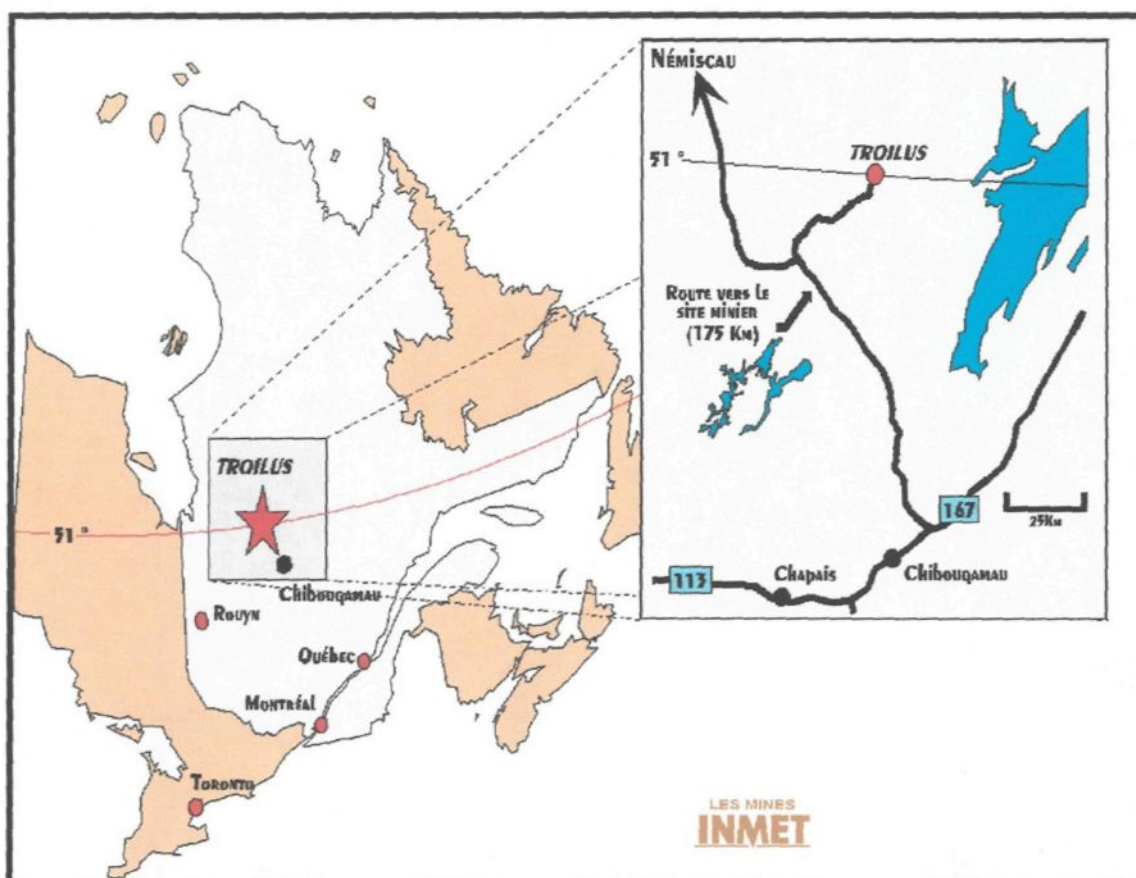 TROILUS
51 °
Chibougamau
Rouyn
Québec
Montréal
Toronto
Némiscau
51 °
TROILUS
Route vers le
site minier
(175 Km)
167
25Km
113
Chapais
Chibougamau
LES MINES
INMET